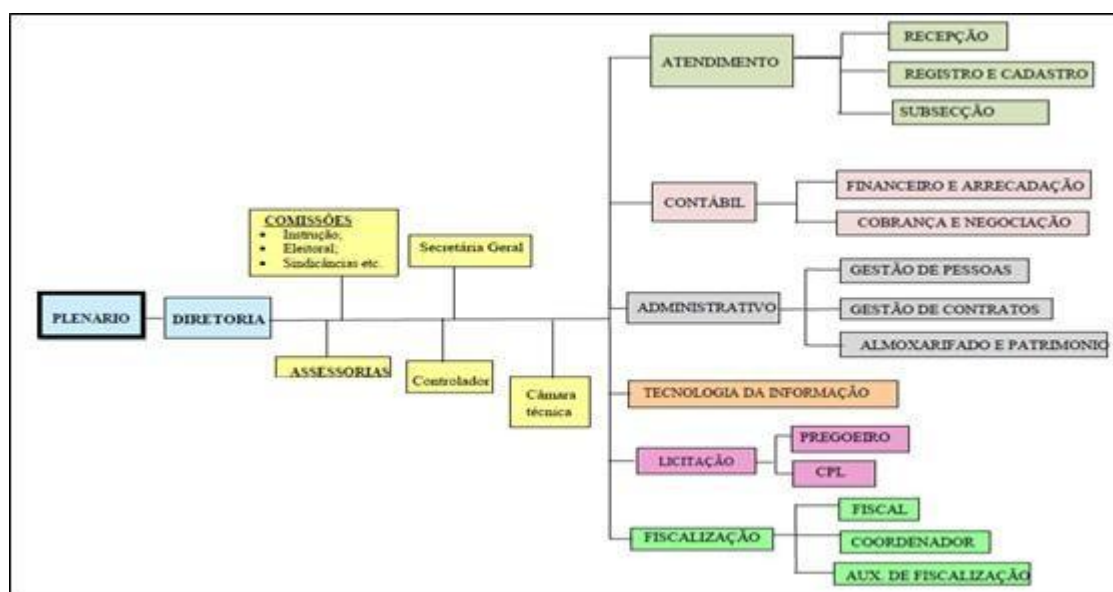 PLENARIO
DIRETORIA
COMISSÕES
• Instrução;
• Eleitoral;
• Sindicâncias etc.
Secretária Geral
ASSESSORIAS
Controlador
Câmara
técnica
ATENDIMENTO
RECEPÇÃO
REGISTRO E CADASTRO
SUBSECÇÃO
CONTÁBIL
FINANCEIRO E ARRECADAÇÃO
COBRANÇA E NEGOCIAÇÃO
ADMINISTRATIVO
GESTÃO DE PESSOAS
GESTÃO DE CONTRATOS
ALMOXARIFADO E PATRIMONIO
TECNOLOGIA DA INFORMAÇÃO
LICITAÇÃO
PREGOEIRO
CPL
FISCALIZAÇÃO
FISCAL
COORDENADOR
AUX. DE FISCALIZAÇÃO